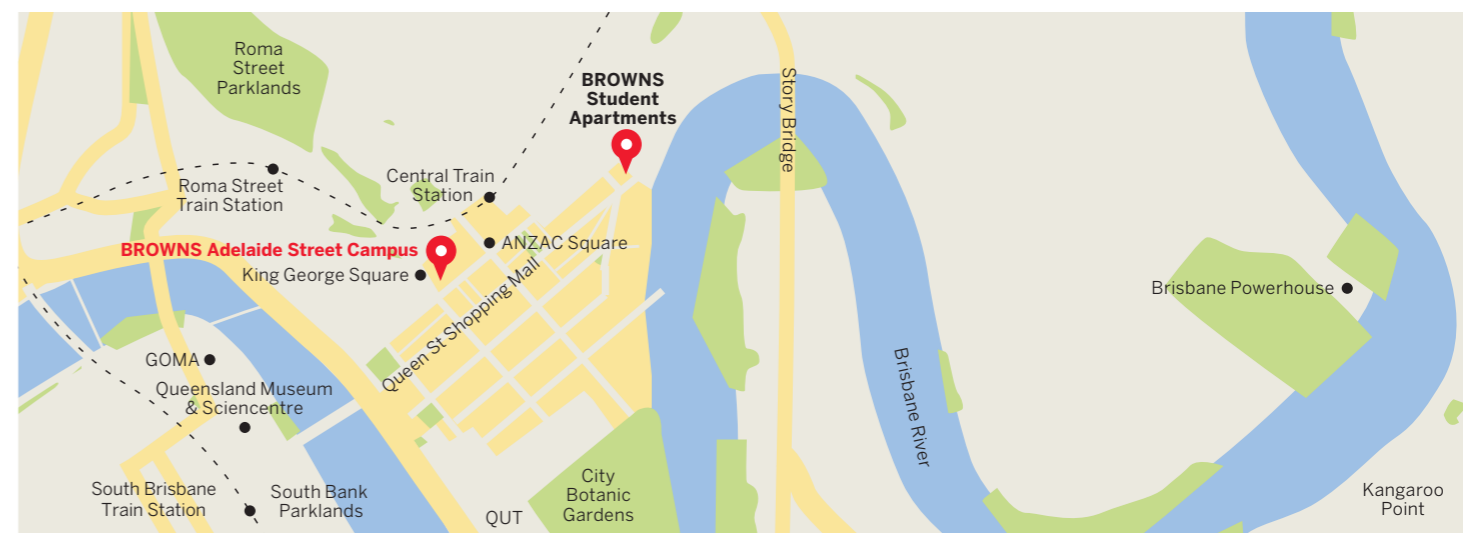 Roma
Street
Parklands
BROWNS
Student
Apartments
Story Bridge
Central Train
Station
Roma Street
Train Station
BROWNS Adelaide Street Campus
ANZAC Square
King George Square
Queen St Shopping Mall
Brisbane Powerhouse
GOMA
Queensland Museum
& Sciencentre
Brisbane River
South Brisbane
Train Station
South Bank
Parklands
QUT
City
Botanic
Gardens
Kangaroo
Point